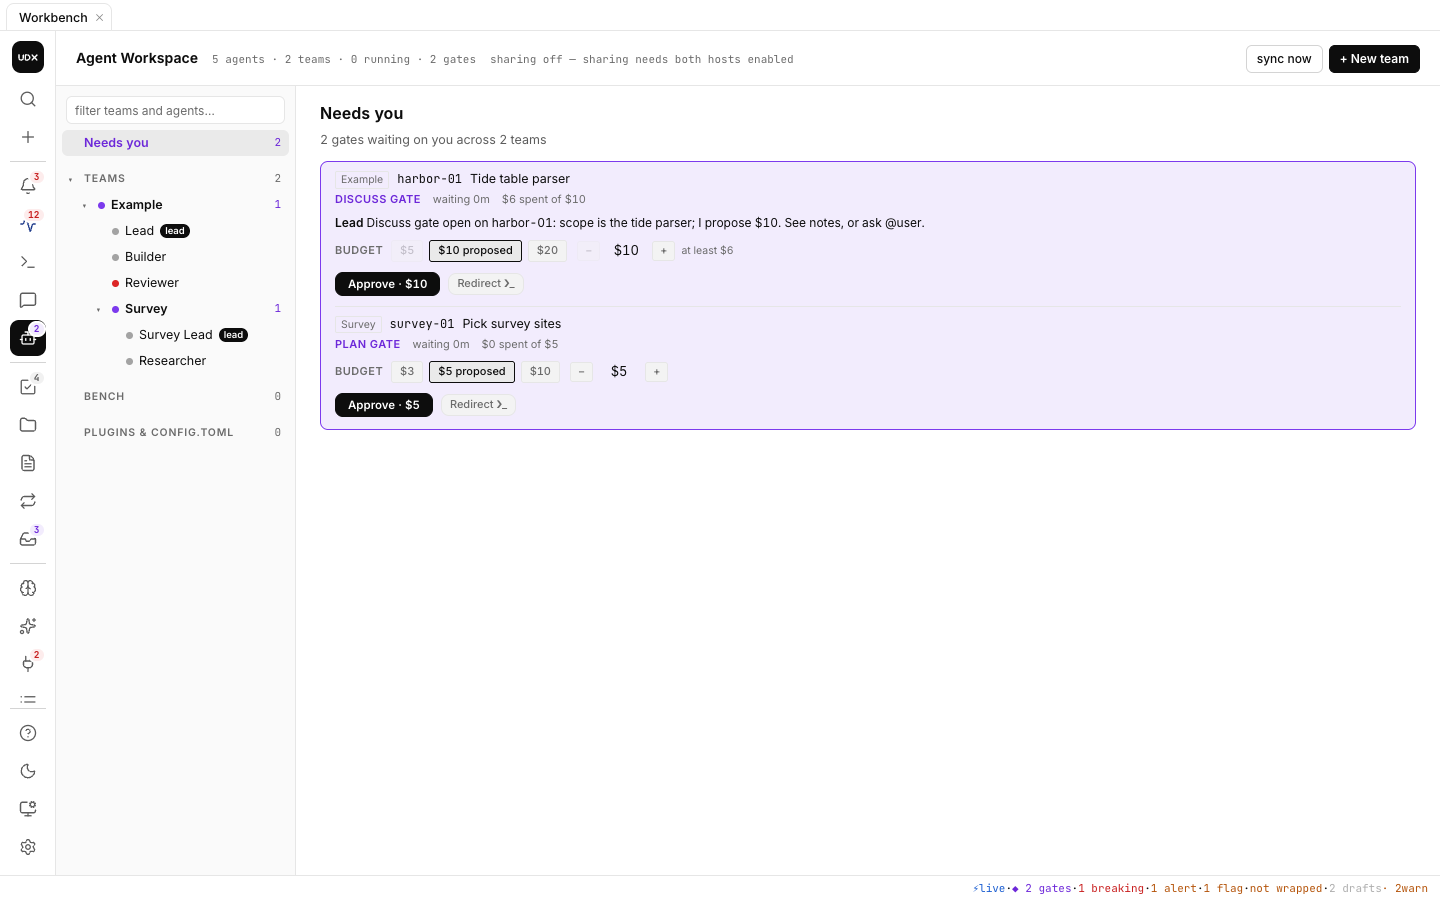 Workbench ×
UDX
Agent Workspace 5 agents · 2 teams · 0 running · 2 gates sharing off — sharing needs both hosts enabled
sync now
+ New team
3
12
2
4
3
2
filter teams and agents...
Needs you 2
TEAMS 2
Example 1
Lead lead
Builder
Reviewer
Survey 1
Survey Lead lead
Researcher
BENCH 0
PLUGINS & CONFIG.TOML 0
Needs you
2 gates waiting on you across 2 teams
Example harbor-01 Tide table parser
DISCUSS GATE waiting 0m $6 spent of $10
Lead Discuss gate open on harbor-01: scope is the tide parser; I propose $10. See notes, or ask @user.
BUDGET $5 $10 proposed $20 − $10 + at least $6
Approve · $10 Redirect ❯_
Survey survey-01 Pick survey sites
PLAN GATE waiting 0m $0 spent of $5
BUDGET $3 $5 proposed $10 − $5 +
Approve · $5 Redirect ❯_
⚡live·◆ 2 gates·1 breaking·1 alert·1 flag·not wrapped·2 drafts· 2warn